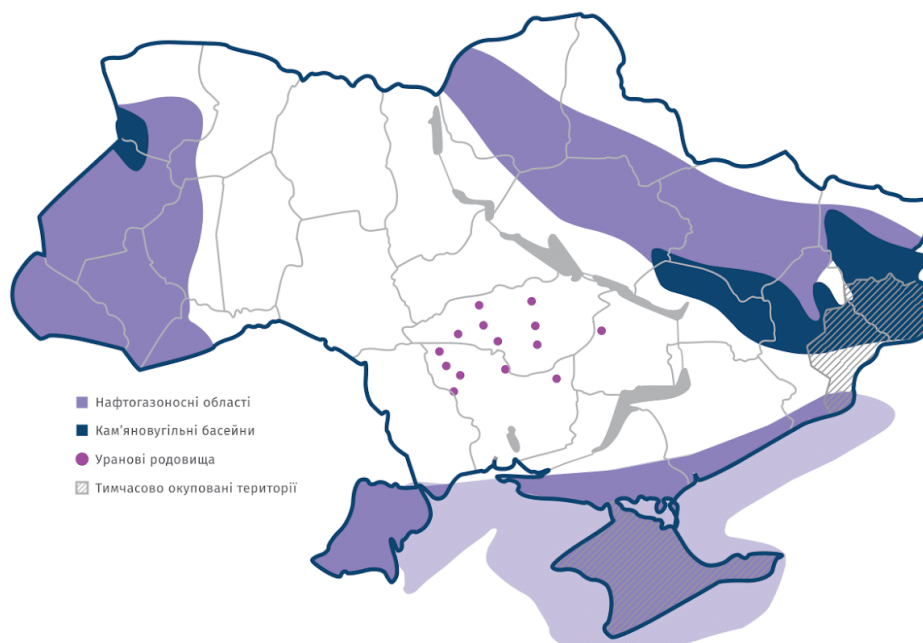 Нафтогазоносні області
Кам’яновугільні басейни
Уранові родовища
Тимчасово окуповані території